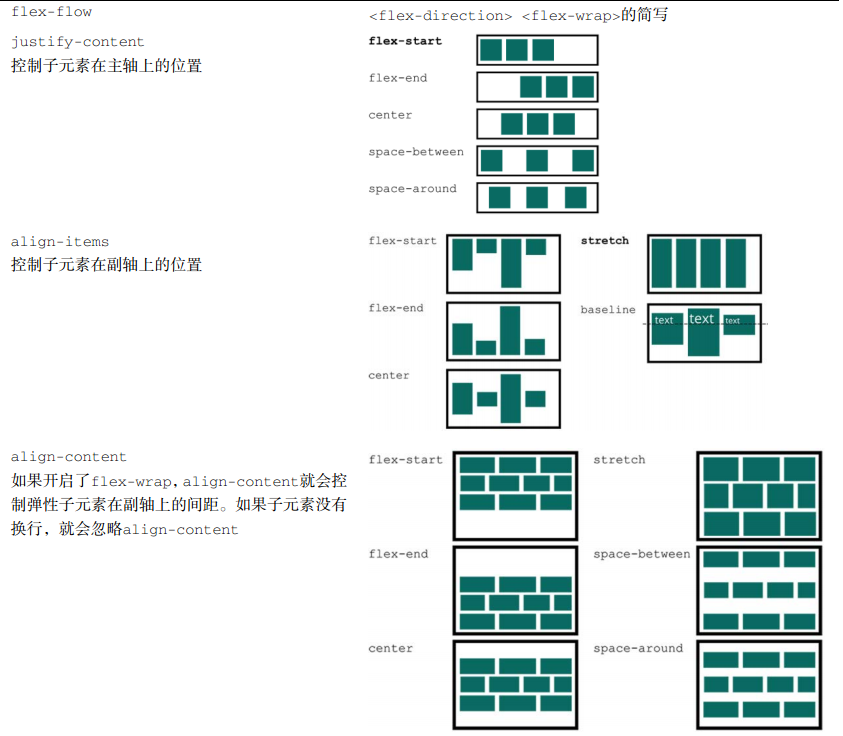 flex-flow
<flex-direction> <flex-wrap>的简写
justify-content
控制子元素在主轴上的位置
flex-start
flex-end
center
space-between
space-around
align-items
控制子元素在副轴上的位置
flex-start
stretch
flex-end
baseline
text text text
center
align-content
如果开启了flex-wrap, align-content就会控
制弹性子元素在副轴上的间距。如果子元素没有
换行，就会忽略align-content
flex-start
stretch
flex-end
space-between
center
space-around